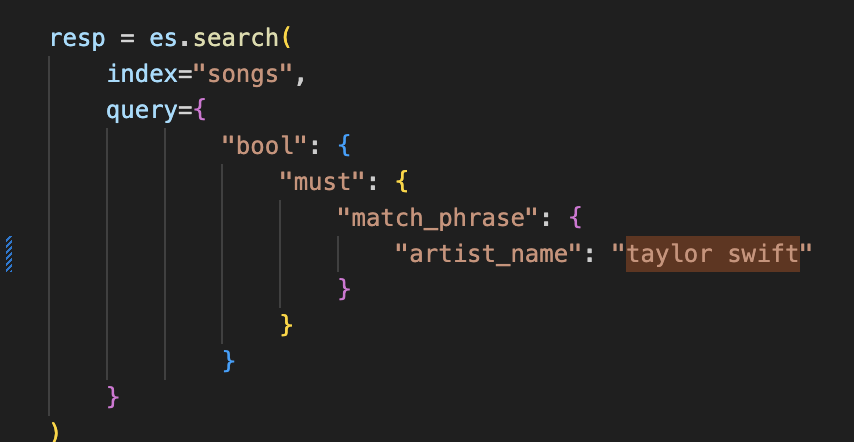 resp = es.search(
index="songs",
query={
"bool": {
"must": {
"match_phrase": {
"artist_name": "taylor swift"
}
}
}
}
)